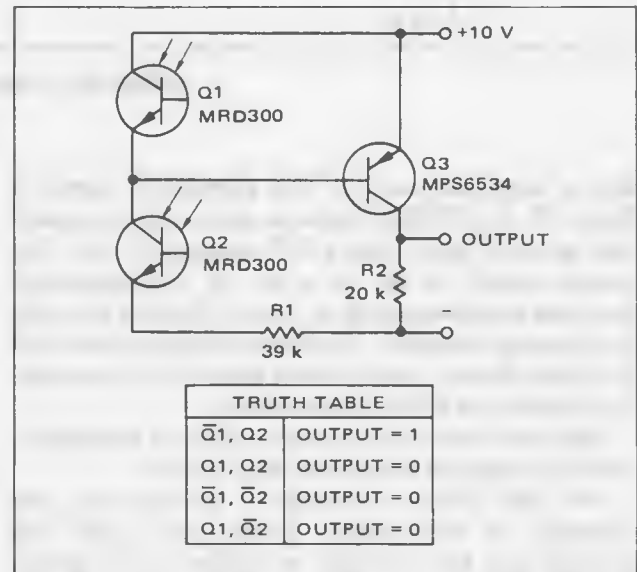 +10 V
Q1
MRD300
Q3
MPS6534
Q2
MRD300
OUTPUT
R2
20 k
R1
39 k
–
TRUTH TABLE
Q̅1, Q2 OUTPUT = 1
Q1, Q2 OUTPUT = 0
Q̅1, Q̅2 OUTPUT = 0
Q1, Q̅2 OUTPUT = 0